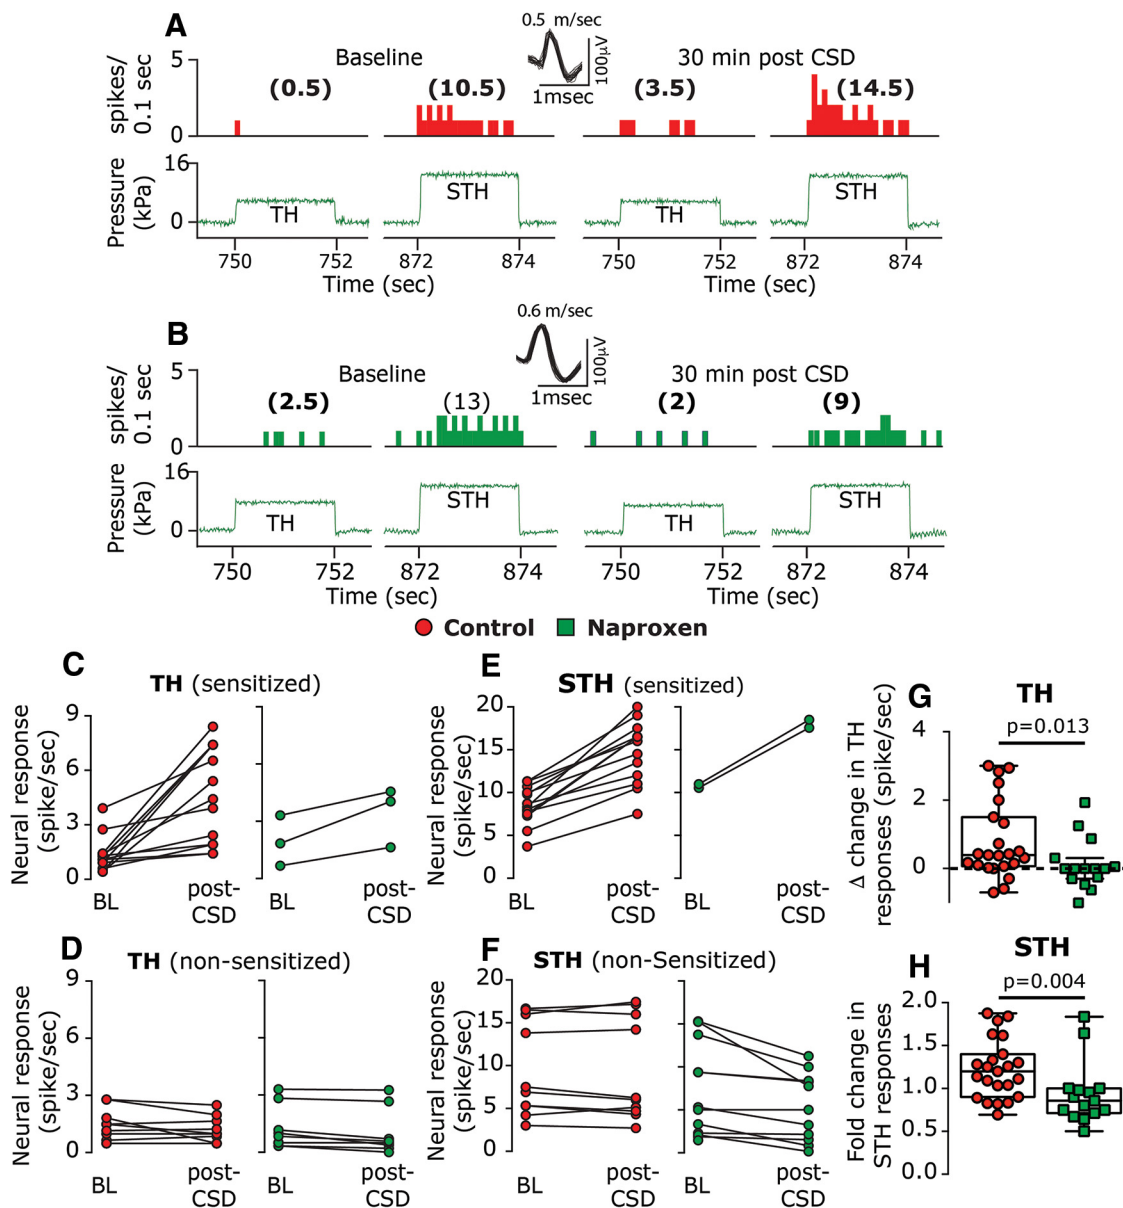 A
0.5 m/sec
Baseline
30 min post CSD
100µV
1msec
spikes/
0.1 sec
5
0
(0.5)
(10.5)
(3.5)
(14.5)
Pressure
(kPa)
16
0
TH
STH
TH
STH
750
752
872
874
750
752
872
874
Time (sec)
Time (sec)
B
0.6 m/sec
Baseline
30 min post CSD
100µV
1msec
spikes/
0.1 sec
5
0
(2.5)
(13)
(2)
(9)
Pressure
(kPa)
16
0
TH
STH
TH
STH
750
752
872
874
750
752
872
874
Time (sec)
Time (sec)
Control
Naproxen
C
TH (sensitized)
Neural response
(spike/sec)
9
6
3
0
BL
post-
CSD
BL
post-
CSD
E
STH (sensitized)
Neural response
(spike/sec)
20
15
10
5
0
BL
post-
CSD
BL
post-
CSD
G
TH
p=0.013
Δ change in TH
responses (spike/sec)
4
2
0
D
TH (non-sensitized)
Neural response
(spike/sec)
9
6
3
0
BL
post-
CSD
BL
post-
CSD
F
STH (non-Sensitized)
Neural response
(spike/sec)
20
15
10
5
0
BL
post-
CSD
BL
post-
CSD
H
STH
p=0.004
Fold change in
STH responses
2.0
1.5
1.0
0.5
0.0